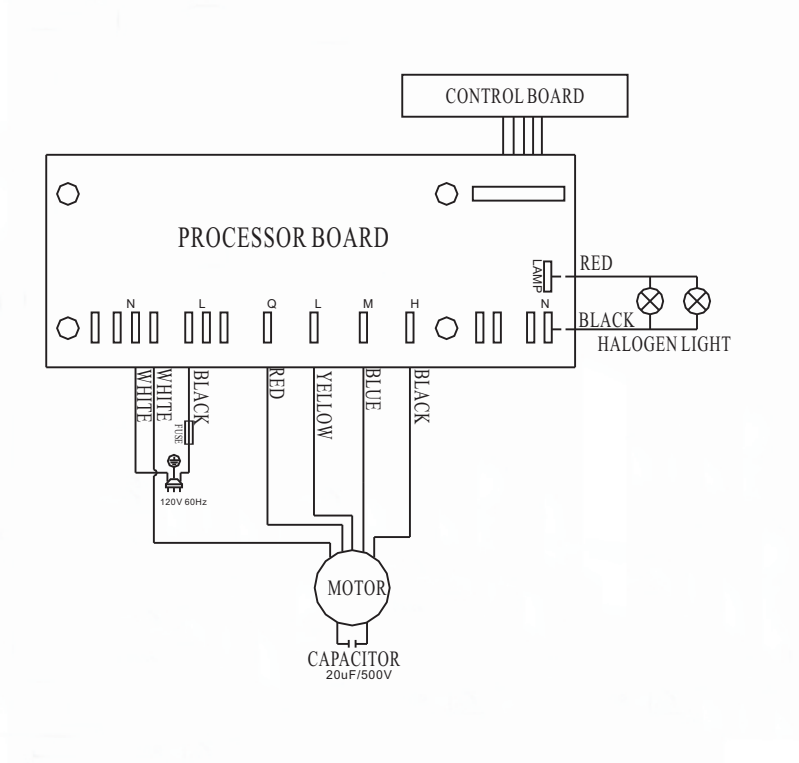 CONTROL BOARD
PROCESSOR BOARD
LAMP
RED
N
L
Q
L
M
H
N
BLACK
HALOGEN LIGHT
WHITE
WHITE
BLACK
RED
YELLOW
BLUE
BLACK
FUSE
120V 60Hz
MOTOR
CAPACITOR
20uF/500V